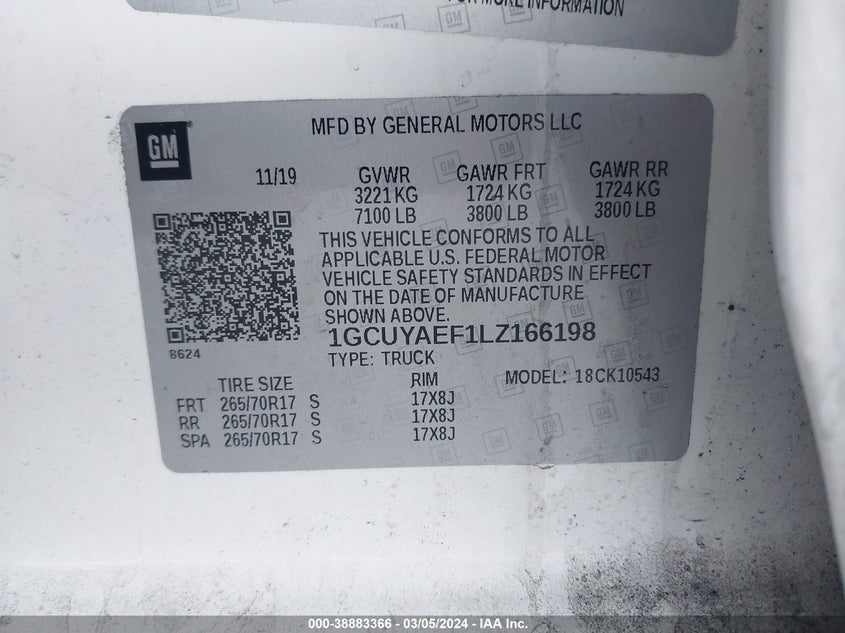 FOR MORE INFORMATION
GM
MFD BY GENERAL MOTORS LLC
11/19 GVWR GAWR FRT GAWR RR
3221 KG 1724 KG 1724 KG
7100 LB 3800 LB 3800 LB
THIS VEHICLE CONFORMS TO ALL
APPLICABLE U.S. FEDERAL MOTOR
VEHICLE SAFETY STANDARDS IN EFFECT
ON THE DATE OF MANUFACTURE
SHOWN ABOVE.
1GCUYAEF1LZ166198
8624
TYPE: TRUCK
TIRE SIZE RIM MODEL: 18CK10543
FRT 265/70R17 S 17X8J
RR 265/70R17 S 17X8J
SPA 265/70R17 S 17X8J
000-38883366 - 03/05/2024 - IAA Inc.